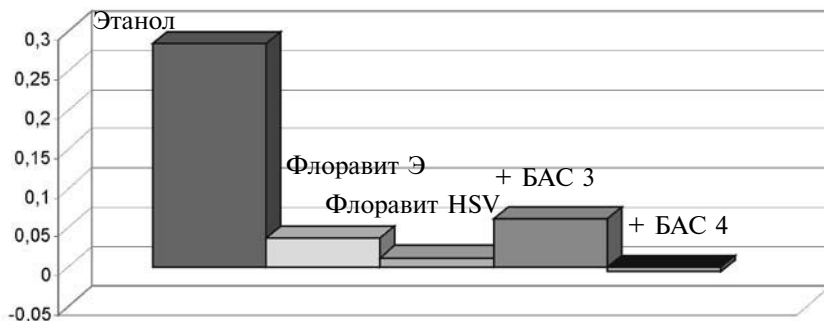 Этанол
0,3
0,25
0,2
0,15
0,1
0,05
0
-0,05
Флоравит Э
+ БАС 3
Флоравит HSV
+ БАС 4